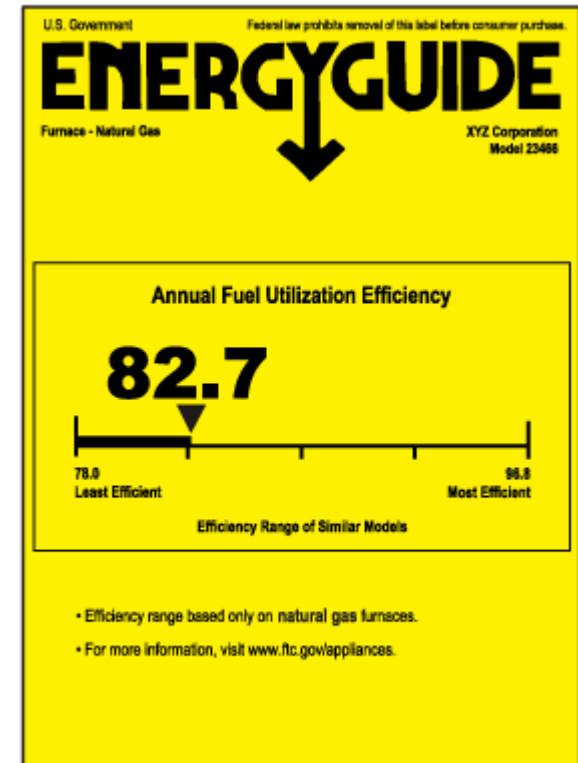 U.S. Government Federal law prohibits removal of this label before consumer purchase.
ENERGYGUIDE
Furnace - Natural Gas XYZ Corporation
Model 23466
Annual Fuel Utilization Efficiency
82.7
78.0 96.8
Least Efficient Most Efficient
Efficiency Range of Similar Models
• Efficiency range based only on natural gas furnaces.
• For more information, visit www.ftc.gov/appliances.